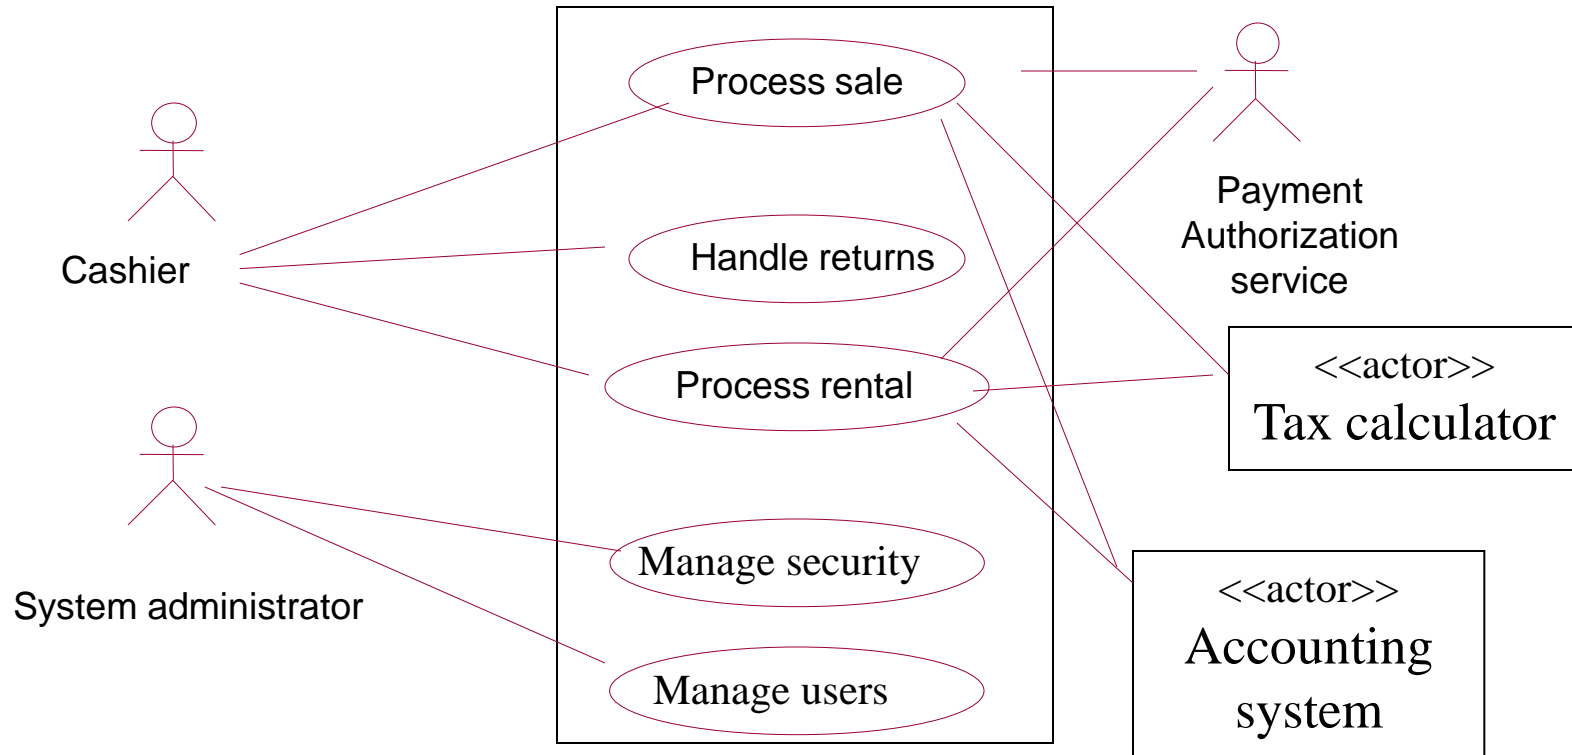 Process sale
Cashier
Handle returns
Process rental
System administrator
Manage security
Manage users
Payment
Authorization
service
<<actor>>
Tax calculator
<<actor>>
Accounting
system